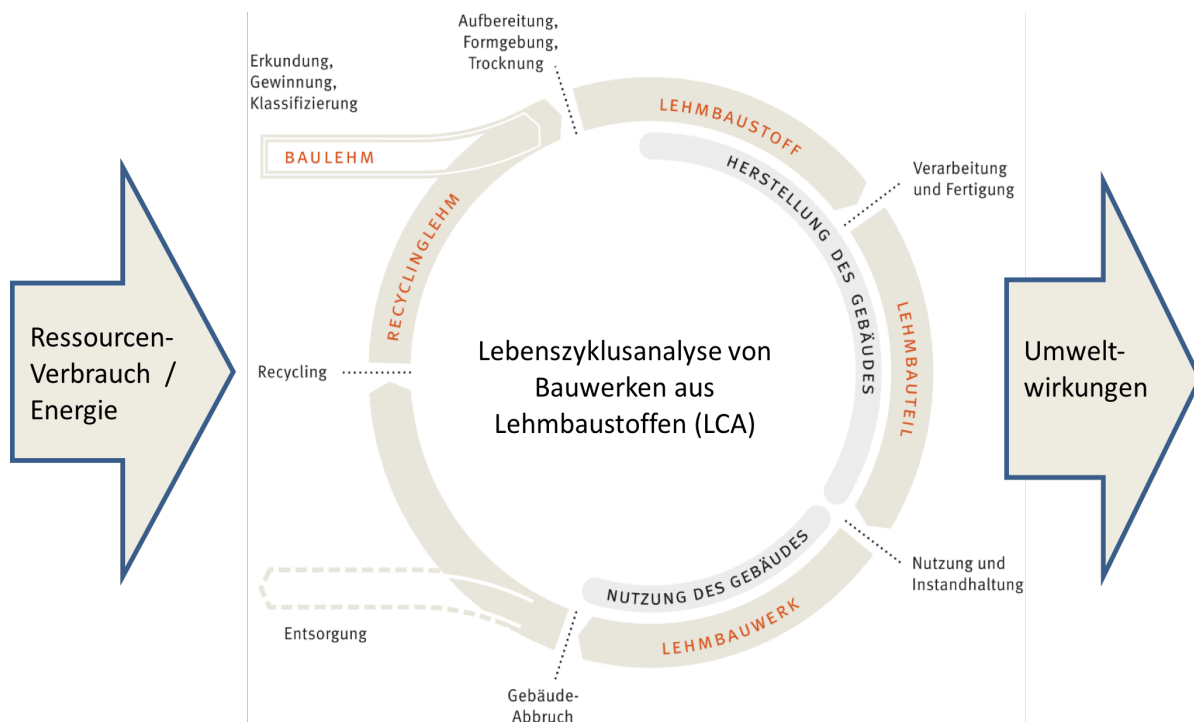 Aufbereitung,
Formgebung,
Trocknung
Erkundung,
Gewinnung,
Klassifizierung
BAULEHM
LEHMBAUSTOFF
HERSTELLUNG DES GEBÄUDES
Verarbeitung
und Fertigung
RECYCLINGLEHM
LEHMBAUTEIL
Ressourcen-
Verbrauch /
Energie
Recycling
Lebenszyklusanalyse von
Bauwerken aus
Lehmbaustoffen (LCA)
Umwelt-
wirkungen
NUTZUNG DES GEBÄUDES
Nutzung und
Instandhaltung
LEHMBAUWERK
Entsorgung
Gebäude-
Abbruch